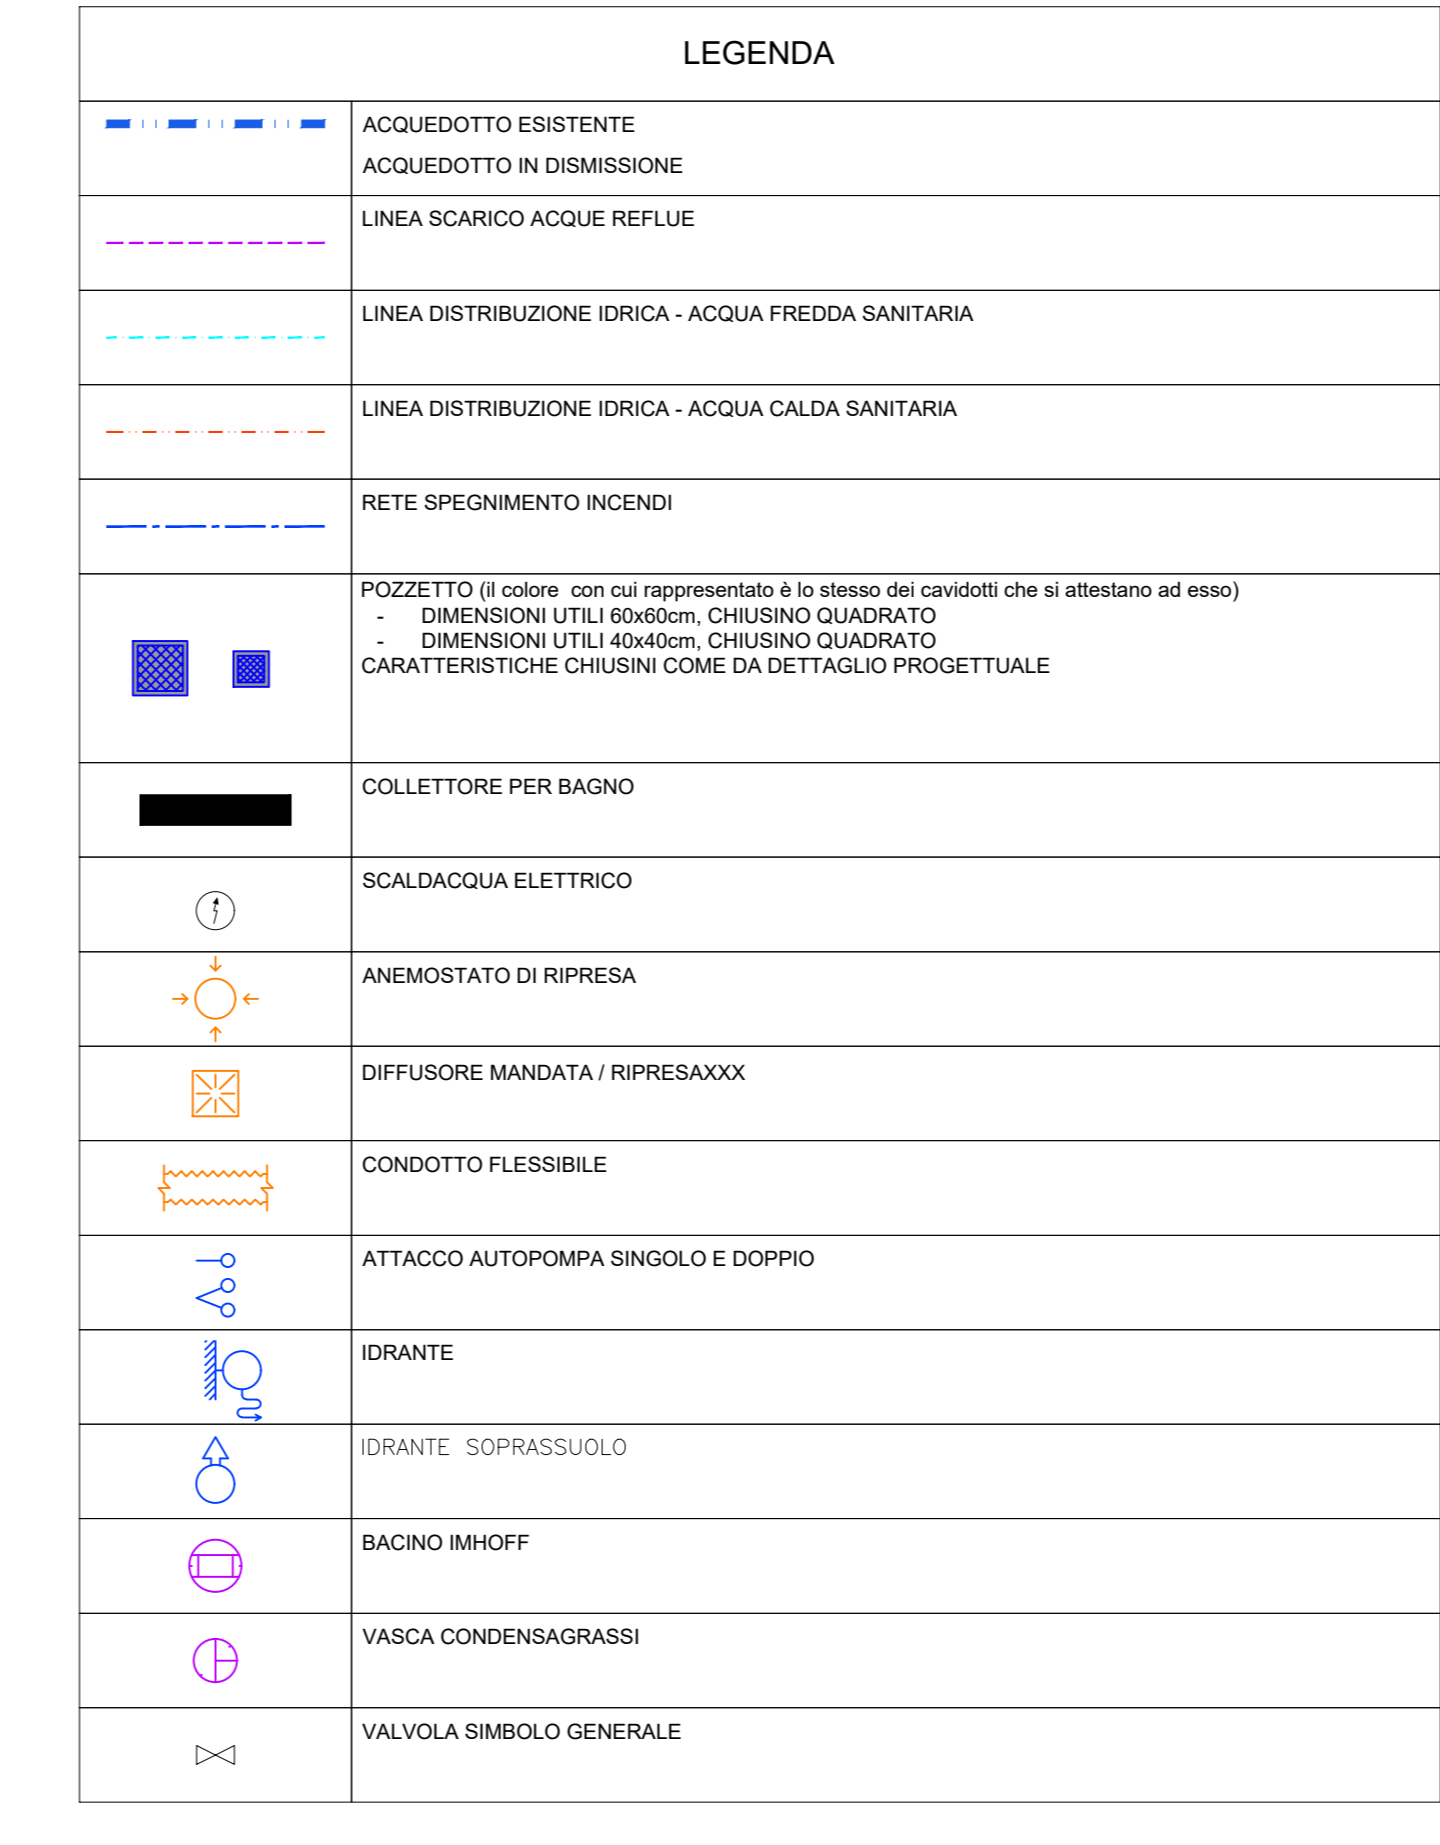 LEGENDA
ACQUEDOTTO ESISTENTE
ACQUEDOTTO IN DISMISSIONE
LINEA SCARICO ACQUE REFLUE
LINEA DISTRIBUZIONE IDRICA - ACQUA FREDDA SANITARIA
LINEA DISTRIBUZIONE IDRICA - ACQUA CALDA SANITARIA
RETE SPEGNIMENTO INCENDI
POZZETTO (il colore con cui rappresentato è lo stesso dei cavidotti che si attestano ad esso)
- DIMENSIONI UTILI 60x60cm, CHIUSINO QUADRATO
- DIMENSIONI UTILI 40x40cm, CHIUSINO QUADRATO
CARATTERISTICHE CHIUSINI COME DA DETTAGLIO PROGETTUALE
COLLETTORE PER BAGNO
SCALDACQUA ELETTRICO
ANEMOSTATO DI RIPRESA
DIFFUSORE MANDATA / RIPRESAXXX
CONDOTTO FLESSIBILE
ATTACCO AUTOPOMPA SINGOLO E DOPPIO
IDRANTE
IDRANTE SOPRASSUOLO
BACINO IMHOFF
VASCA CONDENSAGRASSI
VALVOLA SIMBOLO GENERALE